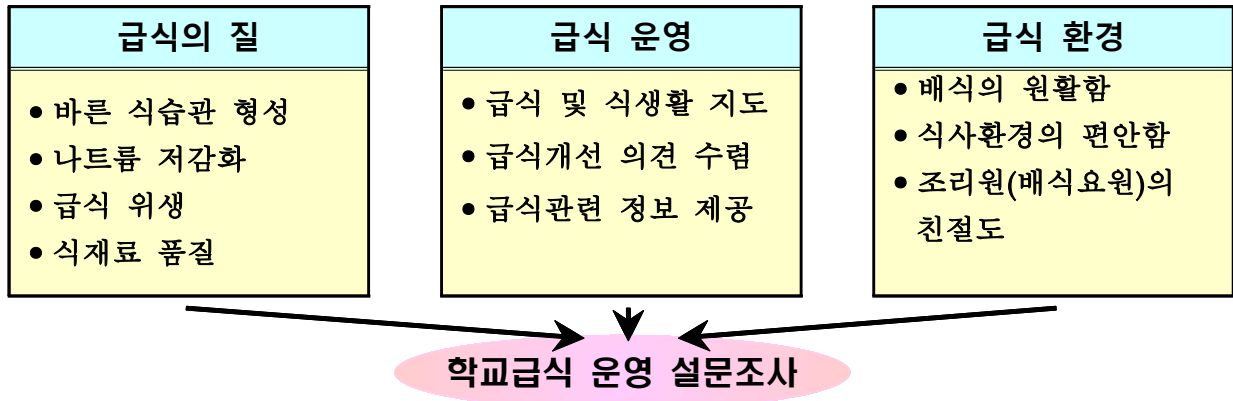 급식의 질
• 바른 식습관 형성
• 나트륨 저감화
• 급식 위생
• 식재료 품질
급식 운영
• 급식 및 식생활 지도
• 급식개선 의견 수렴
• 급식관련 정보 제공
급식 환경
• 배식의 원활함
• 식사환경의 편안함
• 조리원(배식요원)의
친절도
학교급식 운영 설문조사